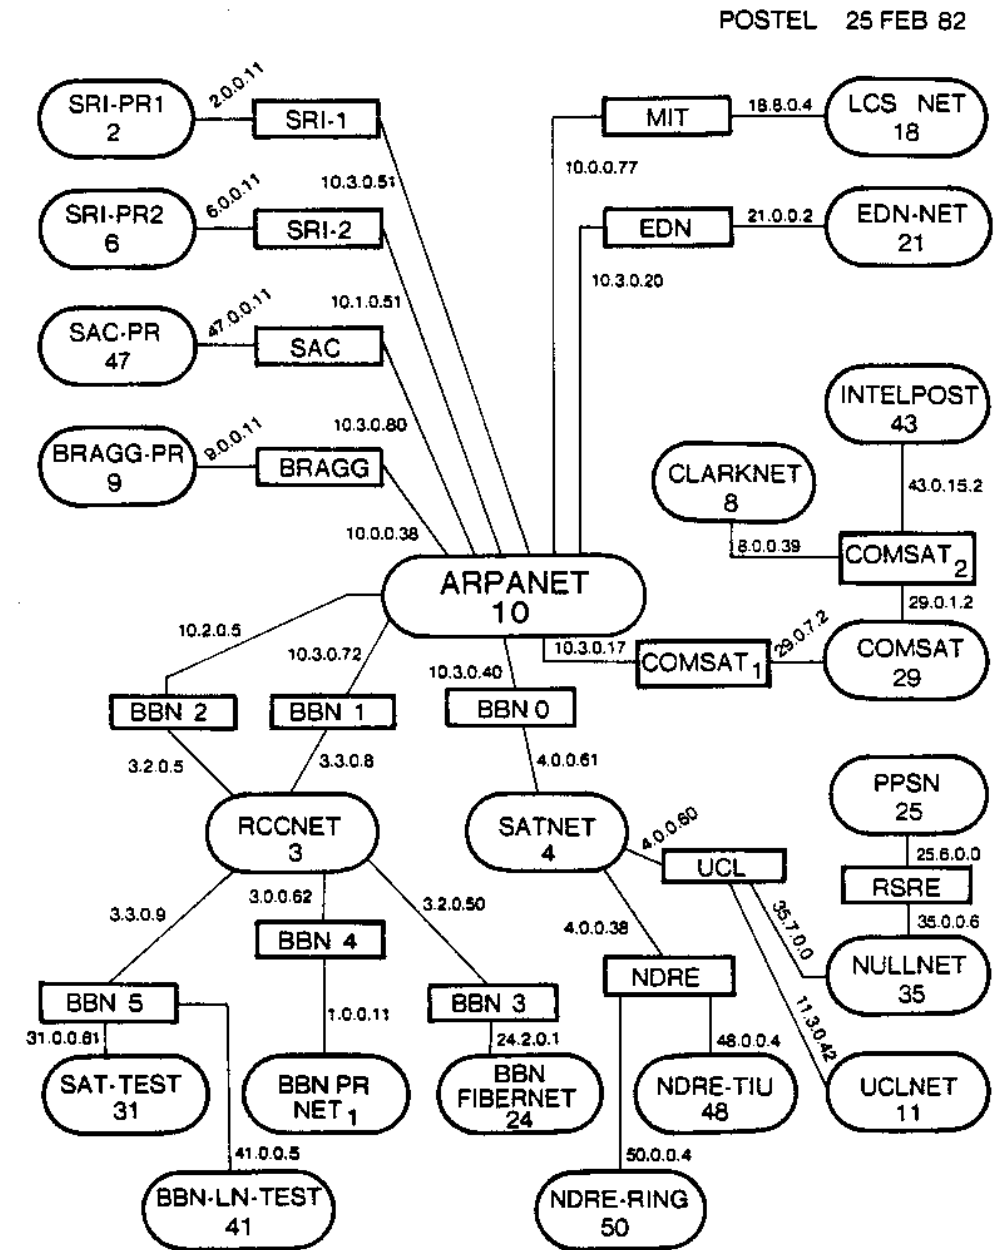 POSTEL 25 FEB 82
SRI-PR1
2
2.0.0.11
SRI-1
10.3.0.51
MIT
10.0.0.77
18.8.0.4
LCS NET
18
SRI-PR2
6
6.0.0.11
SRI-2
10.1.0.51
EDN
10.3.0.20
21.0.0.2
EDN-NET
21
SAC-PR
47
47.0.0.11
SAC
10.3.0.80
INTELPOST
43
43.0.15.2
BRAGG-PR
9
9.0.0.11
BRAGG
10.0.0.38
CLARKNET
8
8.0.0.39
COMSAT 2
29.0.1.2
ARPANET
10
10.3.0.17
COMSAT 1
29.0.7.2
COMSAT
29
10.2.0.5
BBN 2
3.2.0.5
10.3.0.72
BBN 1
3.3.0.8
10.3.0.40
BBN 0
4.0.0.61
RCCNET
3
SATNET
4
4.0.0.60
UCL
PPSN
25
25.6.0.0
RSRE
35.0.0.6
35.7.0.0
NULLNET
35
11.3.0.42
UCLNET
11
3.3.0.9
BBN 5
3.0.0.62
BBN 4
3.2.0.50
BBN 3
4.0.0.38
NDRE
31.0.0.61
SAT-TEST
31
1.0.0.11
BBN PR
NET 1
24.2.0.1
BBN
FIBERNET
24
48.0.0.4
NDRE-TIU
48
41.0.0.5
BBN-LN-TEST
41
50.0.0.4
NDRE-RING
50